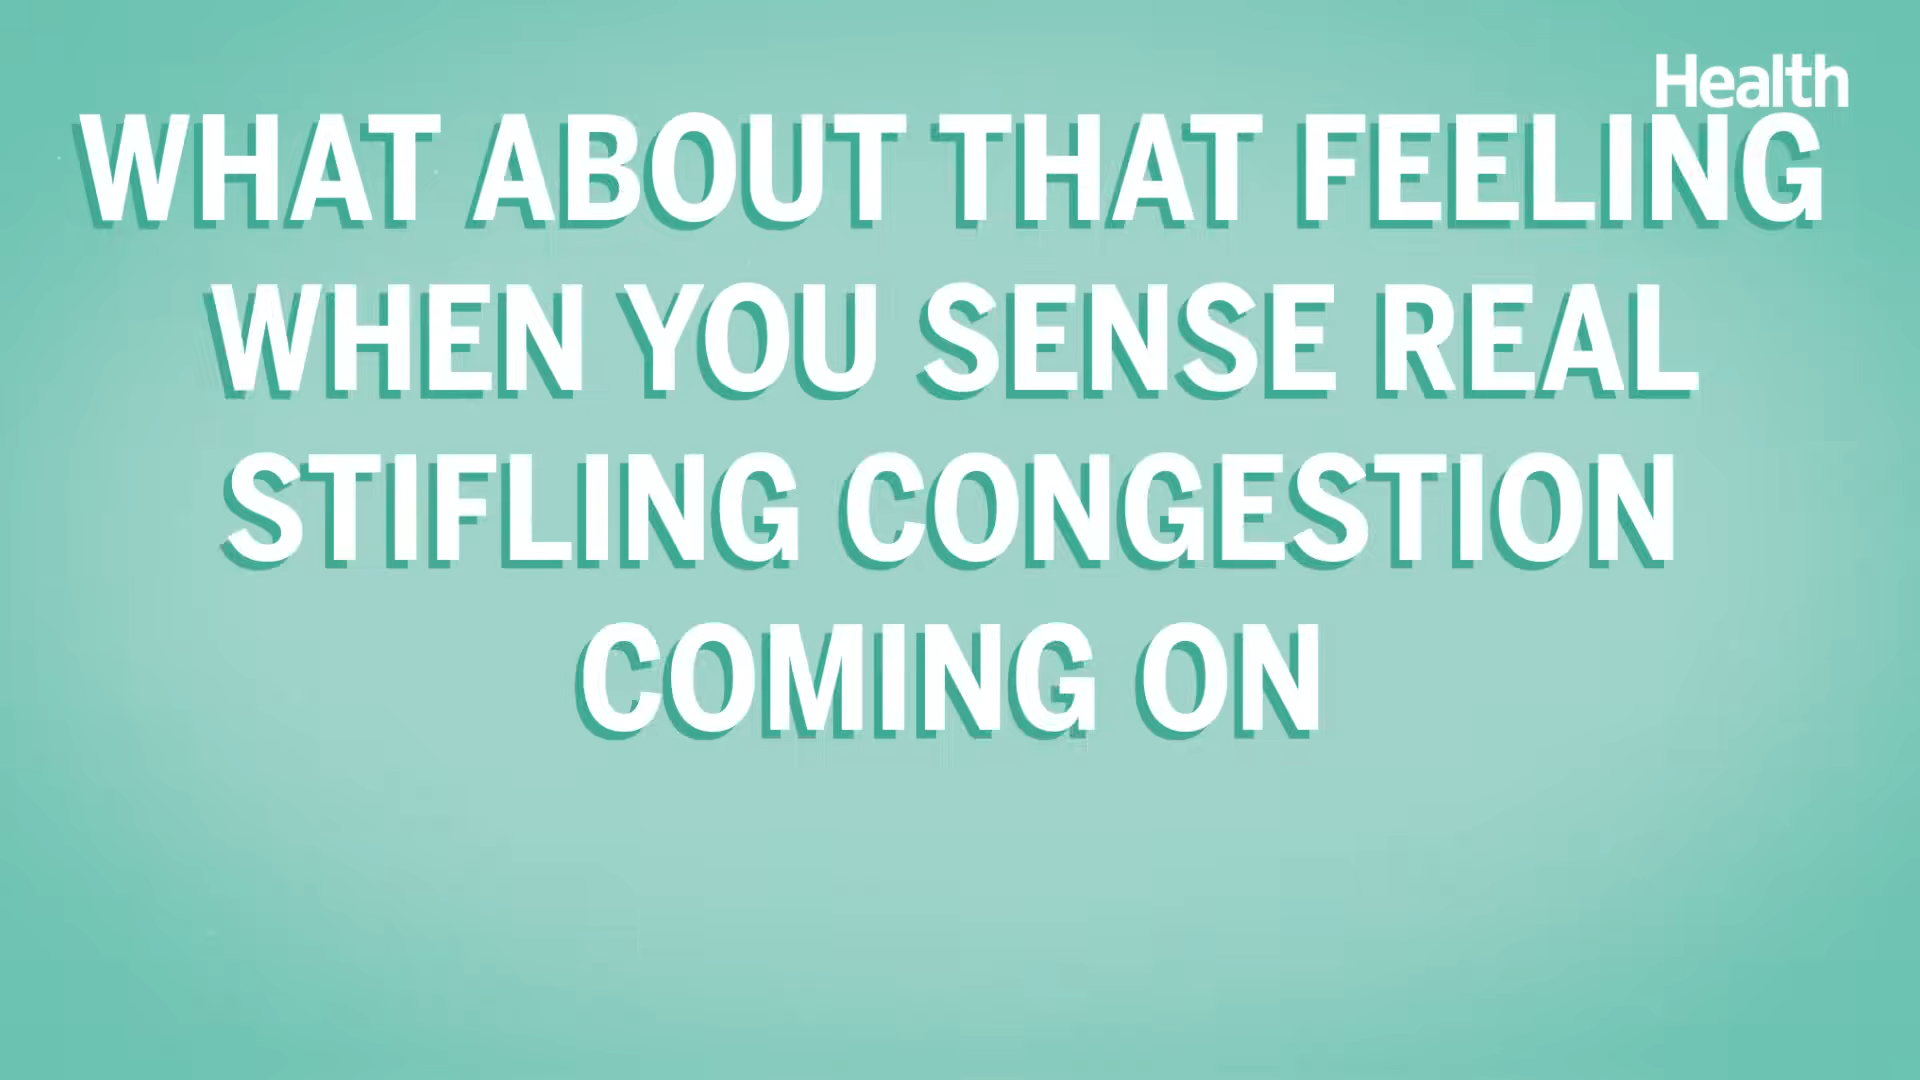 Health
WHAT ABOUT THAT FEELING
WHEN YOU SENSE REAL
STIFLING CONGESTION
COMING ON